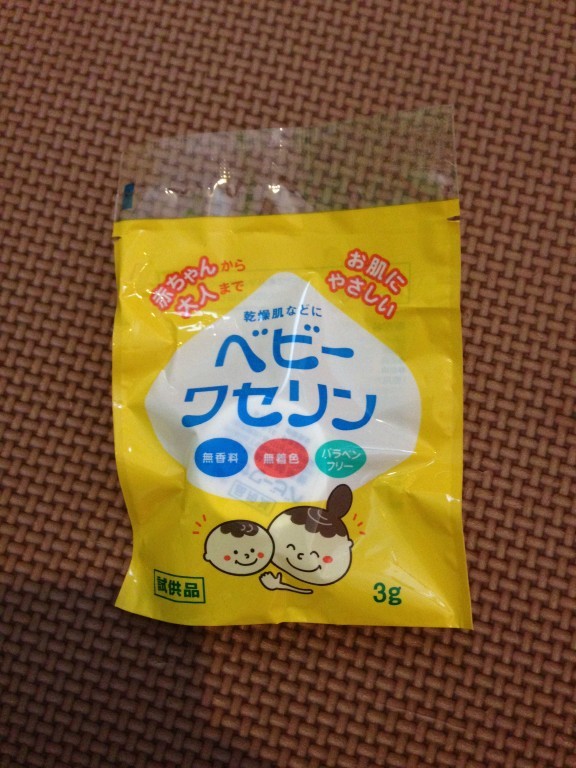 赤ちゃんから
大人まで
お肌に
やさしい
乾燥肌などに
ベビー
ワセリン
無香料
無着色
パラベン
フリー
試供品
3g